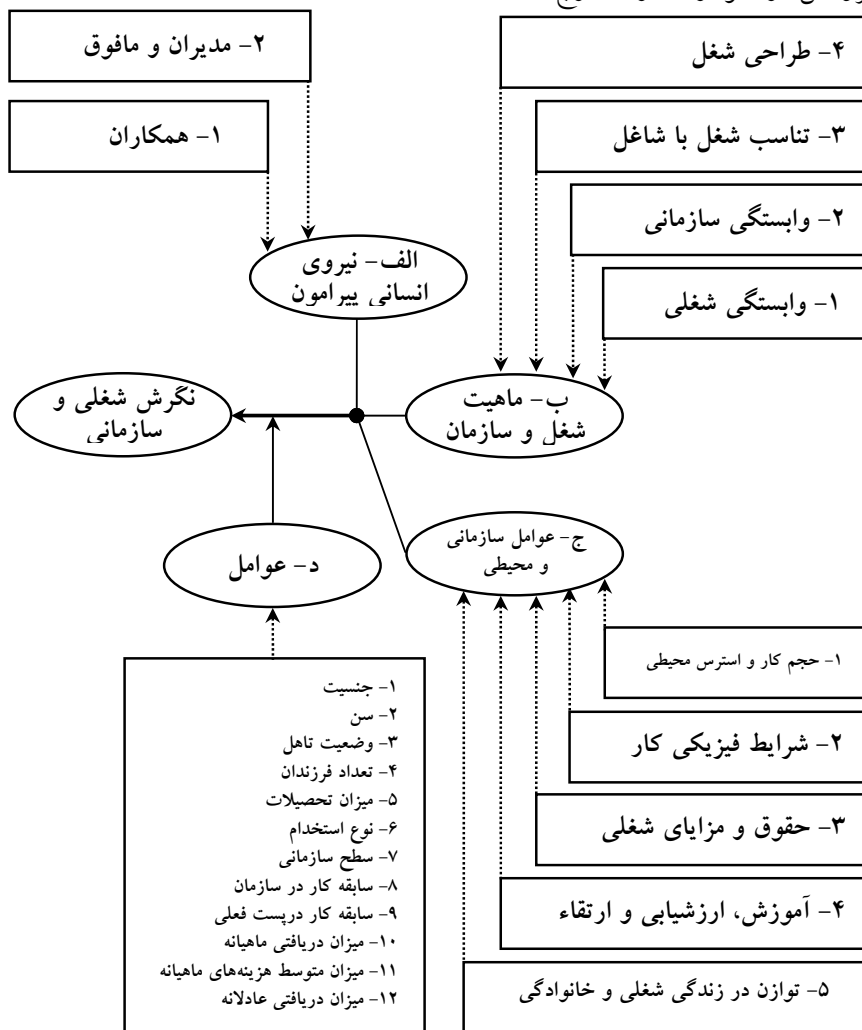 ۴- طراحی شغل
۲- مدیران و مافوق
۳- تناسب شغل با شاغل
۱- همکاران
۲- وابستگی سازمانی
۱- وابستگی شغلی
الف- نیروی
انسانی پیرامون
ب- ماهیت
شغل و سازمان
نگرش شغلی و
سازمانی
ج- عوامل سازمانی
و محیطی
د- عوامل
۱- حجم کار و استرس محیطی
۲- شرایط فیزیکی کار
۳- حقوق و مزایای شغلی
۴- آموزش، ارزشیابی و ارتقاء
۵- توازن در زندگی شغلی و خانوادگی
۱- جنسیت
۲- سن
۳- وضعیت تاهل
۴- تعداد فرزندان
۵- میزان تحصیلات
۶- نوع استخدام
۷- سطح سازمانی
۸- سابقه کار در سازمان
۹- سابقه کار درپست فعلی
۱۰- میزان دریافتی ماهیانه
۱۱- میزان متوسط هزینه‌های ماهیانه
۱۲- میزان دریافتی عادلانه